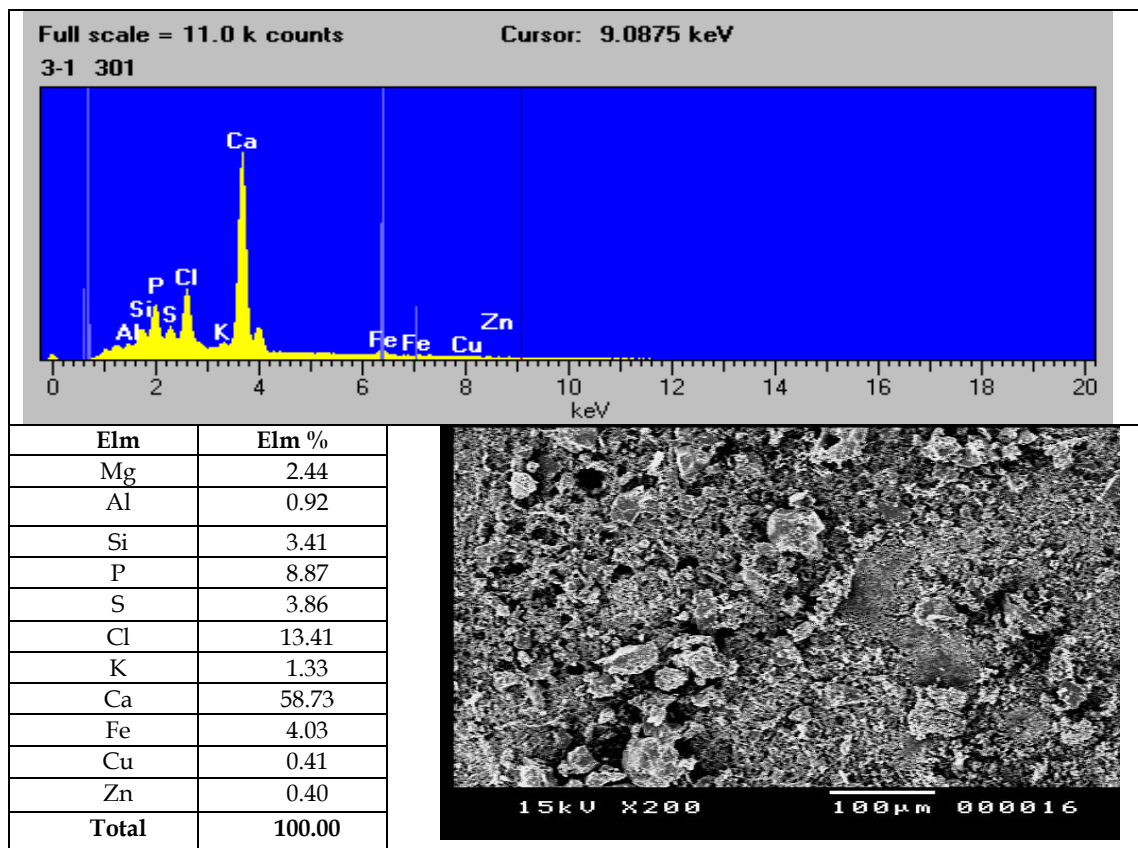 Full scale = 11.0 k counts Cursor: 9.0875 keV
3-1 301
Ca
P Cl
Si S
Al K
Fe Fe Cu Zn
0 2 4 6 8 10 12 14 16 18 20
keV
Elm Elm %
Mg 2.44
Al 0.92
Si 3.41
P 8.87
S 3.86
Cl 13.41
K 1.33
Ca 58.73
Fe 4.03
Cu 0.41
Zn 0.40
Total 100.00
15kV X200 100μm 000016